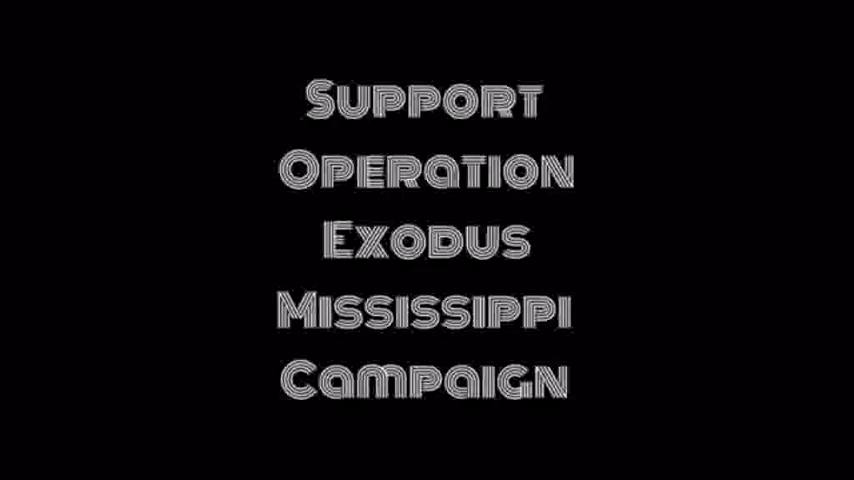 Support
Operation
Exodus
Mississippi
Campaign